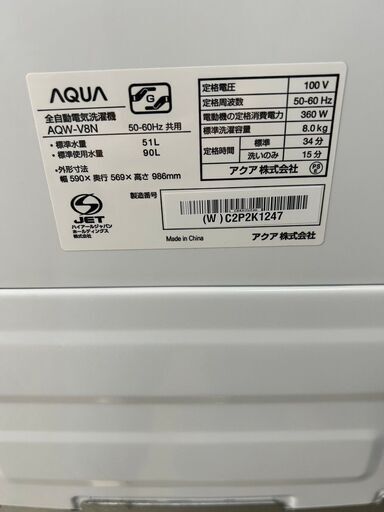 AQUA
G
全自動電気洗濯機
AQW-V8N
50-60Hz 共用
・標準水量 51L
・標準使用水量 90L
・外形寸法
幅 590× 奥行 569× 高さ 986mm
JET
ハイアールジャパン
ホールディングス
株式会社
定格電圧 100 V
定格周波数 50-60 Hz
電動機の定格消費電力 360 W
標準洗濯容量 8.0kg
定格時間 標準 34分
洗いのみ 15分
アクア 株式会社
製造番号
(W) C2P2K1247
Made in China
アクア 株式会社